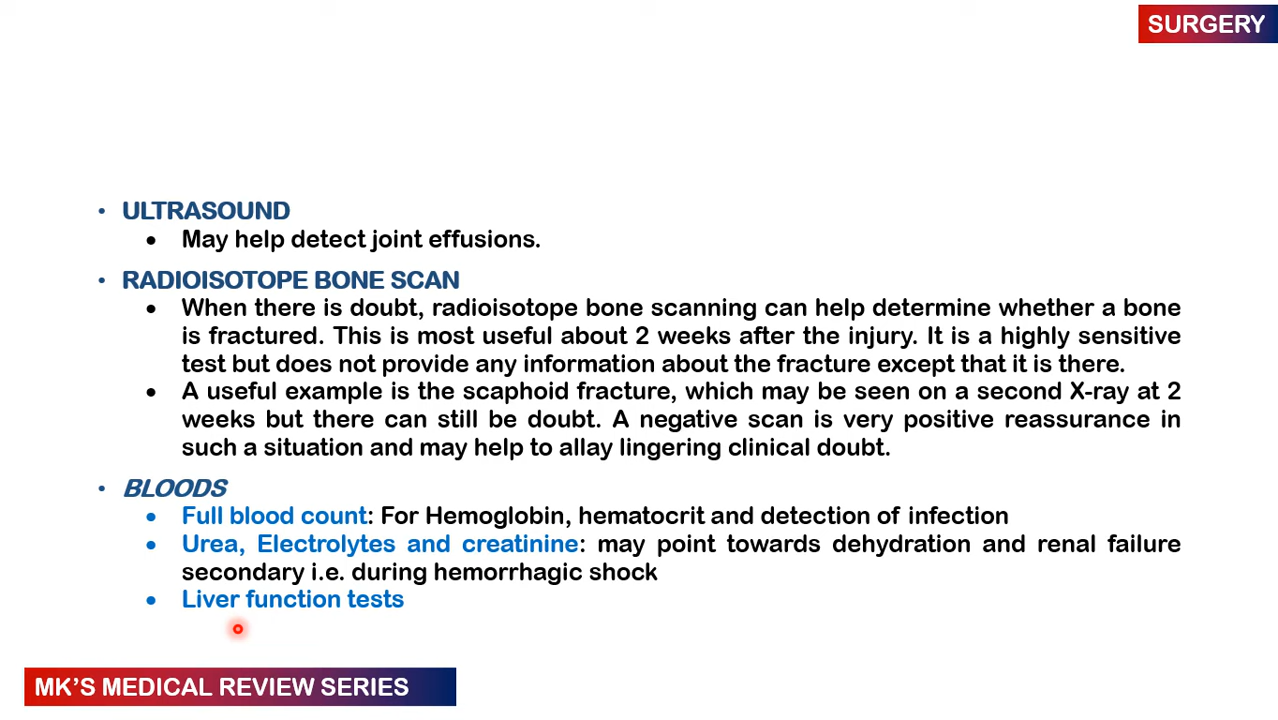 SURGERY
• ULTRASOUND
• May help detect joint effusions.
• RADIOISOTOPE BONE SCAN
• When there is doubt, radioisotope bone scanning can help determine whether a bone
is fractured. This is most useful about 2 weeks after the injury. It is a highly sensitive
test but does not provide any information about the fracture except that it is there.
• A useful example is the scaphoid fracture, which may be seen on a second X-ray at 2
weeks but there can still be doubt. A negative scan is very positive reassurance in
such a situation and may help to allay lingering clinical doubt.
• BLOODS
• Full blood count: For Hemoglobin, hematocrit and detection of infection
• Urea, Electrolytes and creatinine: may point towards dehydration and renal failure
secondary i.e. during hemorrhagic shock
• Liver function tests
MK'S MEDICAL REVIEW SERIES